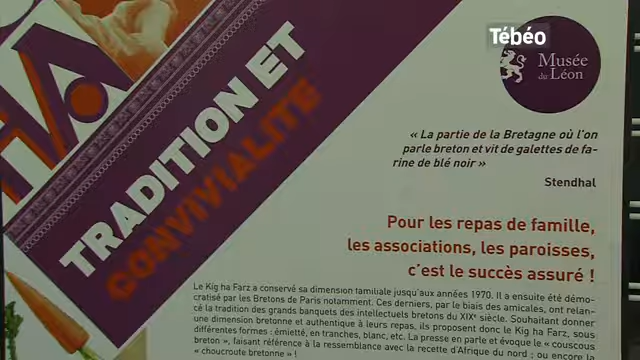 Tébéo
Musée
du Léon
TRADITION ET
CONVIVIALITÉ
« La partie de la Bretagne où l'on
parle breton et vit de galettes de fa-
rine de blé noir »
Stendhal
Pour les repas de famille,
les associations, les paroisses,
c'est le succès assuré !
Le Kig ha Farz a conservé sa dimension familiale jusqu'aux années 1970. Il a ensuite été démo-
cratisé par les Bretons de Paris notamment. Ces derniers, par le biais des amicales, ont relan-
cé la tradition des grands banquets des intellectuels bretons du XIXe siècle. Souhaitant donner
une dimension bretonne et authentique à leurs repas, ils proposent donc le Kig ha Farz, sous
différentes formes : émietté, en tranches, blanc, etc. La presse en parle et évoque le « couscous
breton », faisant référence à la ressemblance avec la recette d'Afrique du nord ; ou encore la
« choucroute bretonne » !